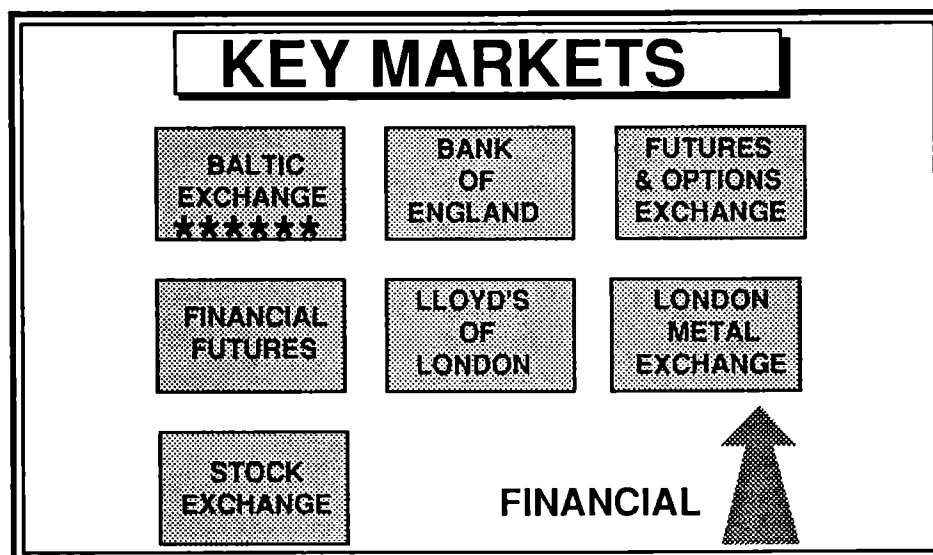 KEY MARKETS
BALTIC
EXCHANGE
******
BANK
OF
ENGLAND
FUTURES
& OPTIONS
EXCHANGE
FINANCIAL
FUTURES
LLOYD'S
OF
LONDON
LONDON
METAL
EXCHANGE
STOCK
EXCHANGE
FINANCIAL